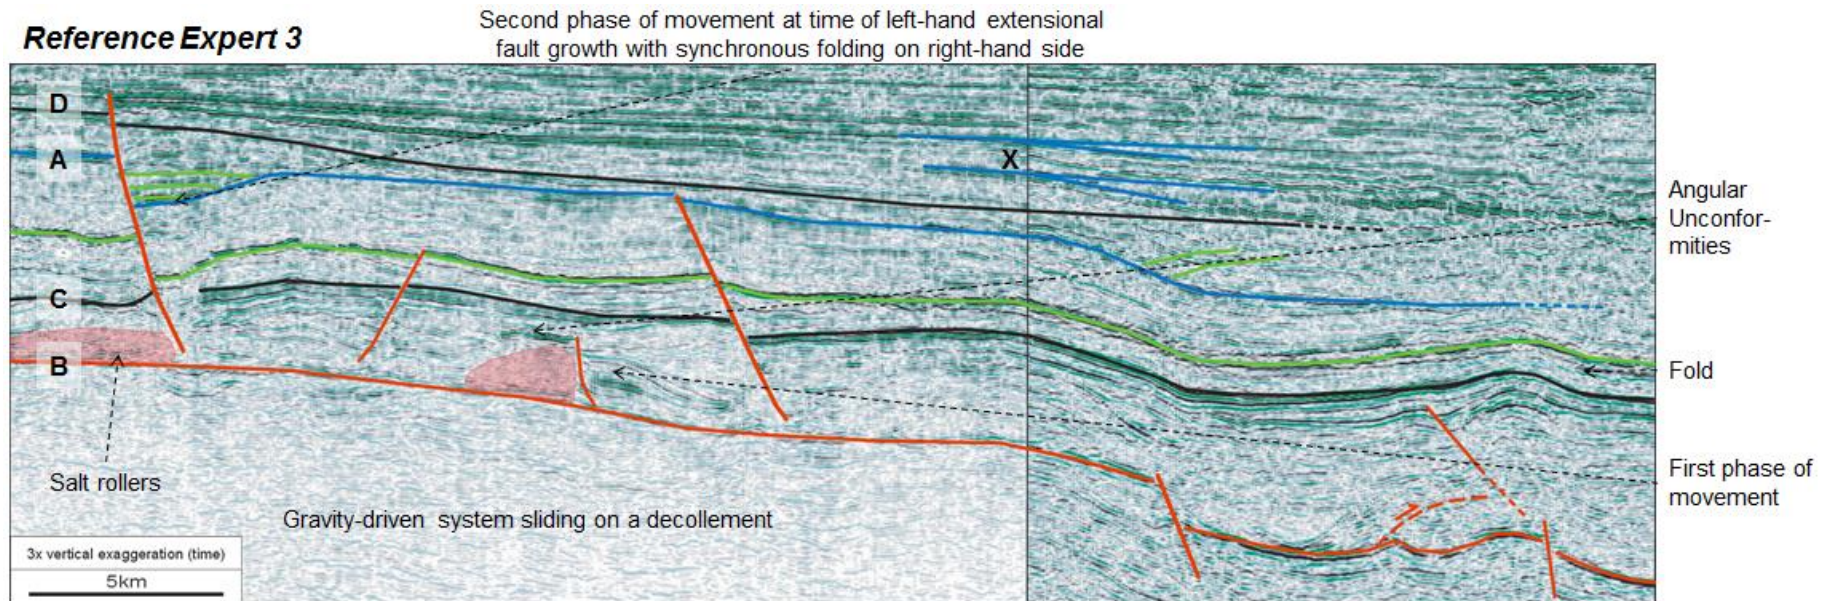 Reference Expert 3
Second phase of movement at time of left-hand extensional
fault growth with synchronous folding on right-hand side
D
A
X
C
B
Angular
Unconfor-
mities
Fold
First phase of
movement
Salt rollers
Gravity-driven system sliding on a decollement
3x vertical exaggeration (time)
5km